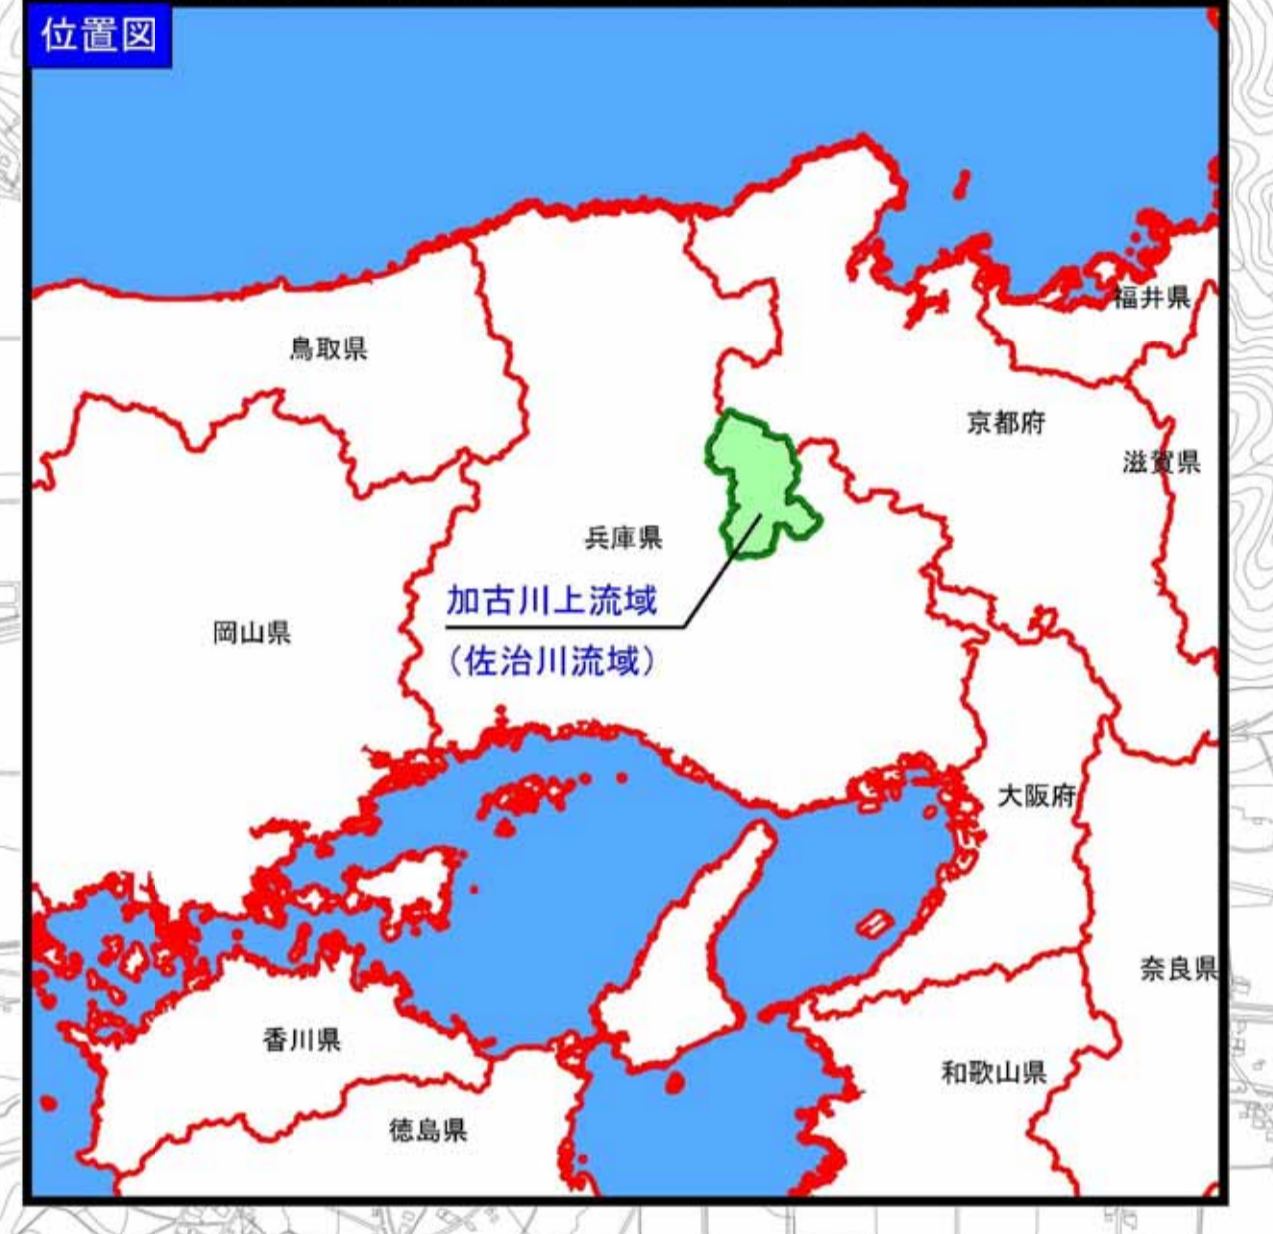 位置図
福井県
鳥取県
京都府
滋賀県
兵庫県
加古川上流域
（佐治川流域）
岡山県
大阪府
奈良県
香川県
和歌山県
徳島県